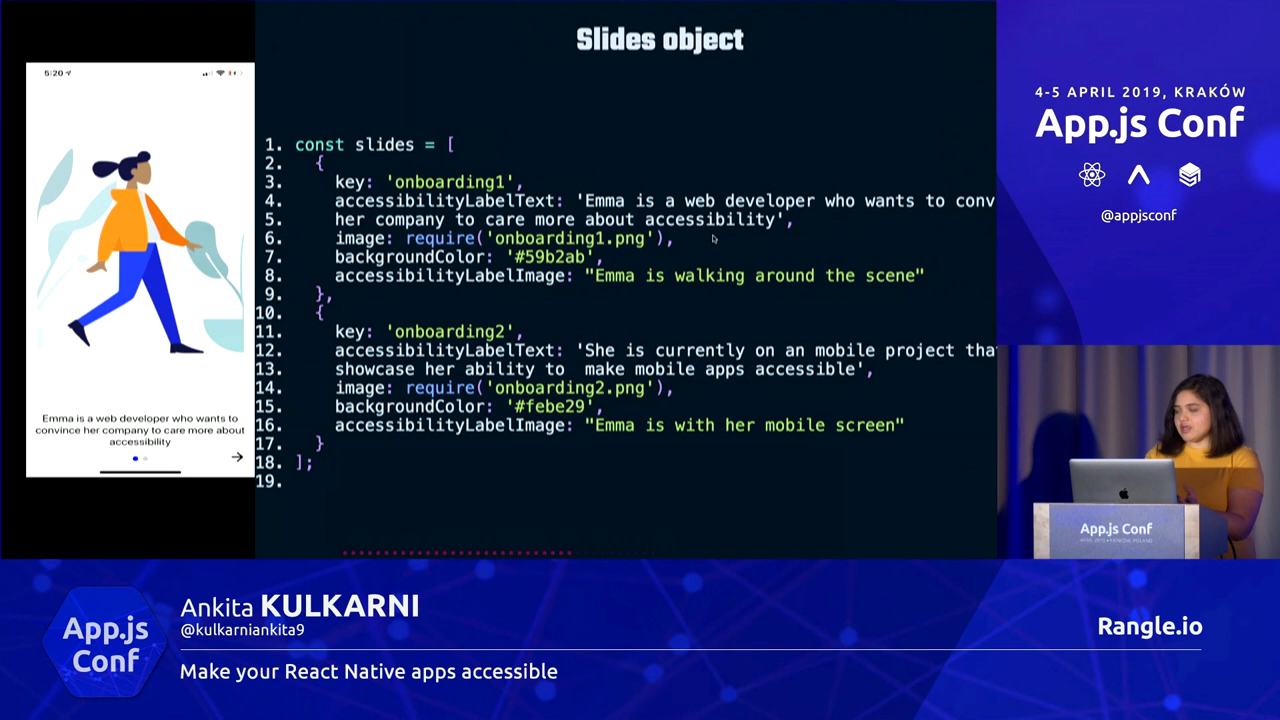 Slides object
5:20
1. const slides = [
2. {
3. key: 'onboarding1',
4. accessibilityLabelText: 'Emma is a web developer who wants to conv
5. her company to care more about accessibility',
6. image: require('onboarding1.png'),
7. backgroundColor: '#59b2ab',
8. accessibilityLabelImage: "Emma is walking around the scene"
9. },
10. {
11. key: 'onboarding2',
12. accessibilityLabelText: 'She is currently on an mobile project tha
13. showcase her ability to  make mobile apps accessible',
14. image: require('onboarding2.png'),
15. backgroundColor: '#febe29',
16. accessibilityLabelImage: "Emma is with her mobile screen"
17. }
18. ];
19.
Emma is a web developer who wants to
convince her company to care more about
accessibility
4-5 APRIL 2019, KRAKÓW
App.js Conf
@appjsconf
App.js Conf
App.js
Conf
Ankita KULKARNI
@kulkarniankita9
Make your React Native apps accessible
Rangle.io